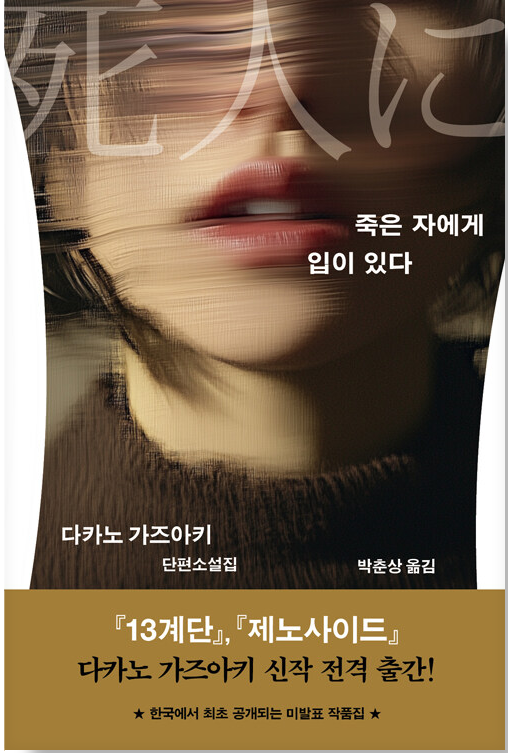 死人に
죽은 자에게
입이 있다
다카노 가즈아키
단편소설집
박춘상 옮김
『13계단』, 『제노사이드』
다카노 가즈아키 신작 전격 출간!
★ 한국에서 최초 공개되는 미발표 작품집 ★